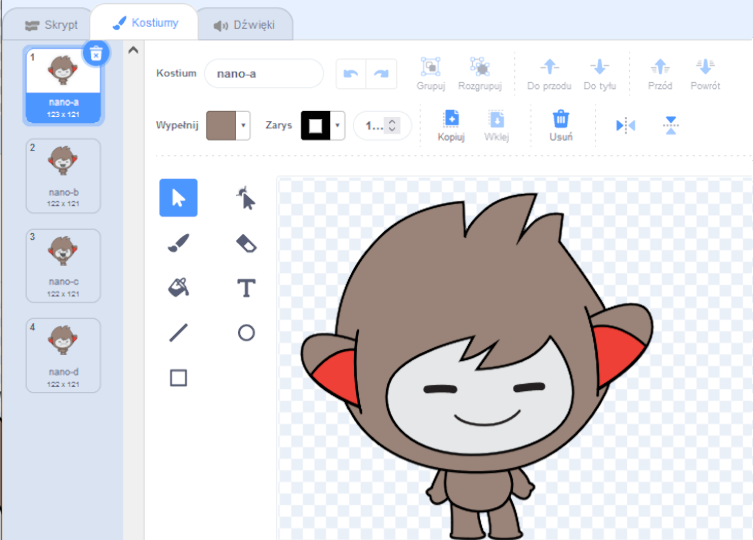 Skrypt
Kostiumy
Dźwięki
1
nano-a
123 x 121
2
nano-b
122 x 121
3
nano-c
122 x 121
4
nano-d
122 x 121
Kostium
nano-a
Grupuj
Rozgrupuj
Do przodu
Do tyłu
Przód
Powrót
Wypełnij
Zarys
1...
Kopiuj
Wklej
Usuń
T